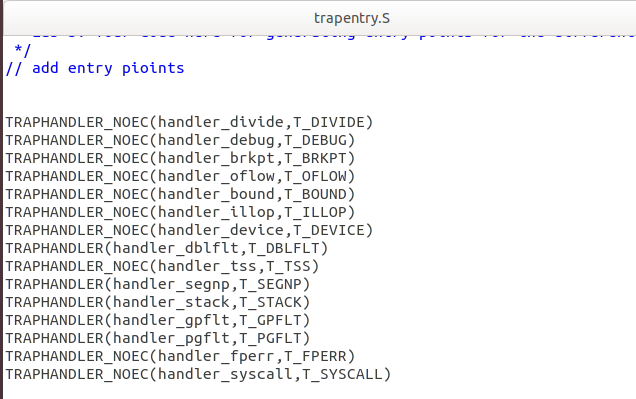 trapentry.S
*/
// add entry pioints
TRAPHANDLER_NOEC(handler_divide,T_DIVIDE)
TRAPHANDLER_NOEC(handler_debug,T_DEBUG)
TRAPHANDLER_NOEC(handler_brkpt,T_BRKPT)
TRAPHANDLER_NOEC(handler_oflow,T_OFLOW)
TRAPHANDLER_NOEC(handler_bound,T_BOUND)
TRAPHANDLER_NOEC(handler_illop,T_ILLOP)
TRAPHANDLER_NOEC(handler_device,T_DEVICE)
TRAPHANDLER(handler_dblflt,T_DBLFLT)
TRAPHANDLER_NOEC(handler_tss,T_TSS)
TRAPHANDLER(handler_segnp,T_SEGNP)
TRAPHANDLER(handler_stack,T_STACK)
TRAPHANDLER(handler_gpflt,T_GPFLT)
TRAPHANDLER(handler_pgflt,T_PGFLT)
TRAPHANDLER_NOEC(handler_fperr,T_FPERR)
TRAPHANDLER_NOEC(handler_syscall,T_SYSCALL)